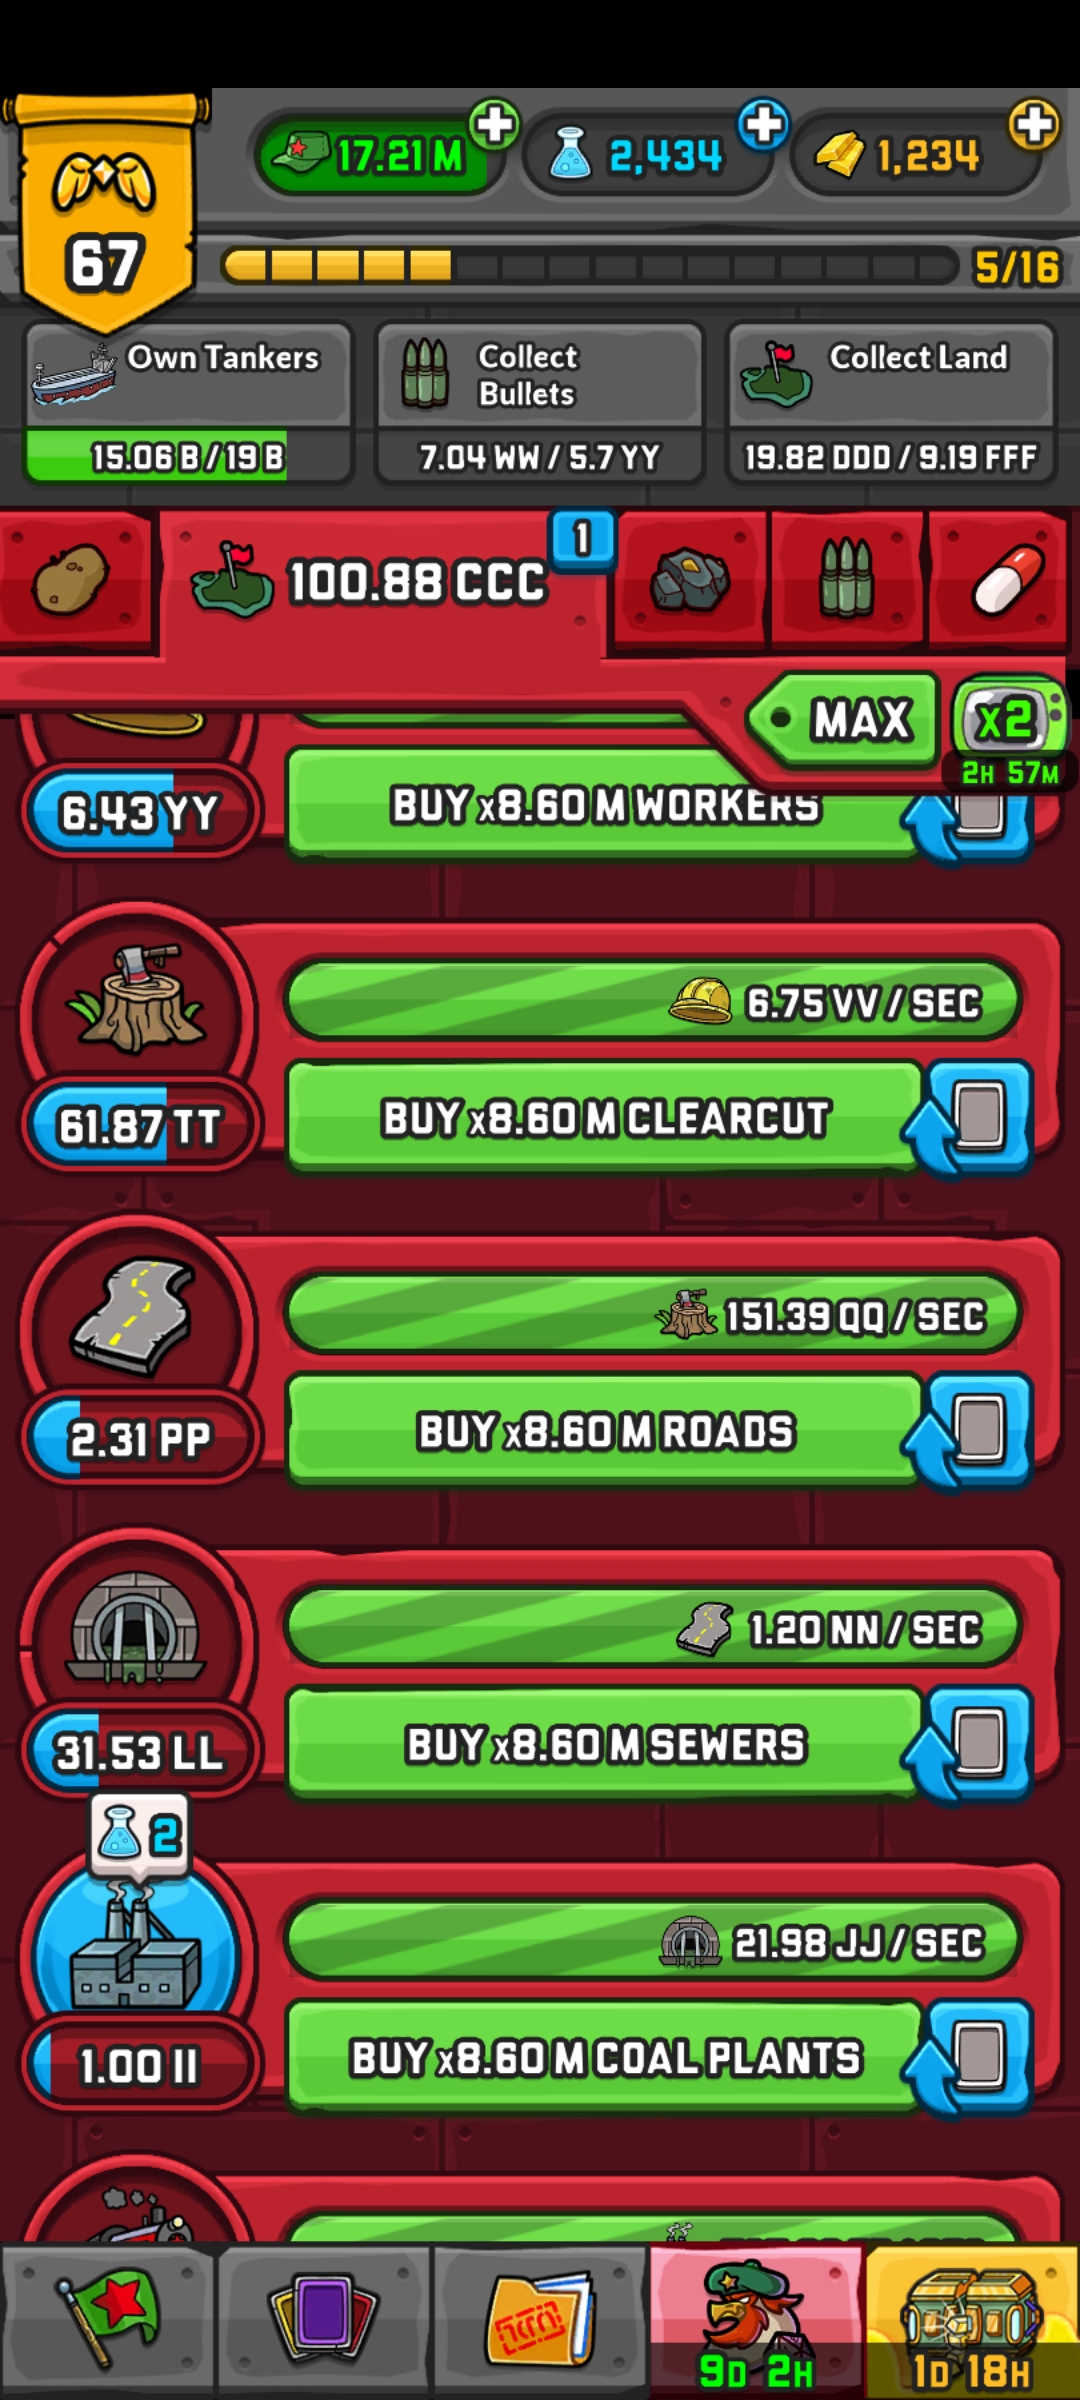 17.21 M
2,434
1,234
67
5/16
Own Tankers
15.06 B / 19 B
Collect
Bullets
7.04 WW / 5.7 YY
Collect Land
19.82 DDD / 9.19 FFF
100.88 CCC
1
MAX
x2
2H 57M
6.43 YY
BUY x8.60 M WORKERS
6.75 VV / SEC
61.87 TT
BUY x8.60 M CLEARCUT
151.39 QQ / SEC
2.31 PP
BUY x8.60 M ROADS
1.20 NN / SEC
31.53 LL
BUY x8.60 M SEWERS
2
21.98 JJ / SEC
1.00 II
BUY x8.60 M COAL PLANTS
9D 2H
1D 18H